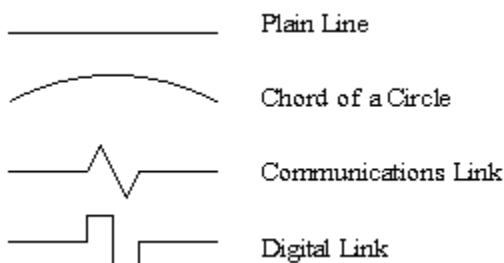 Plain Line
Chord of a Circle
Communications Link
Digital Link